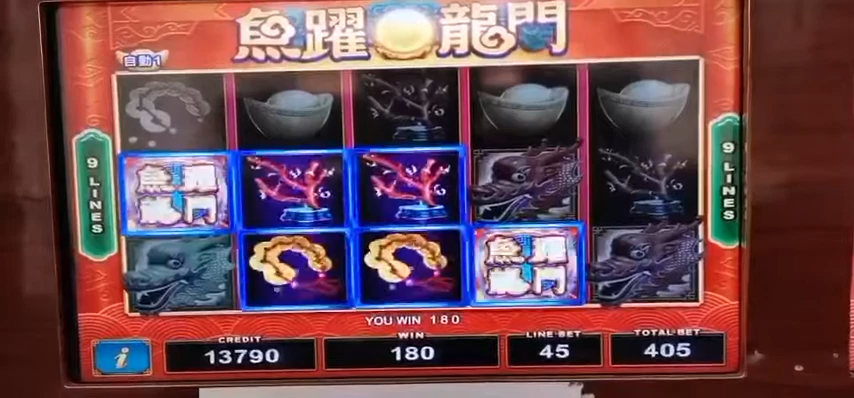 魚躍龍門
自動1
9 LINES
9 LINES
魚躍
龍門
魚躍
龍門
YOU WIN 180
CREDIT
13790
WIN
180
LINE BET
45
TOTAL BET
405
i